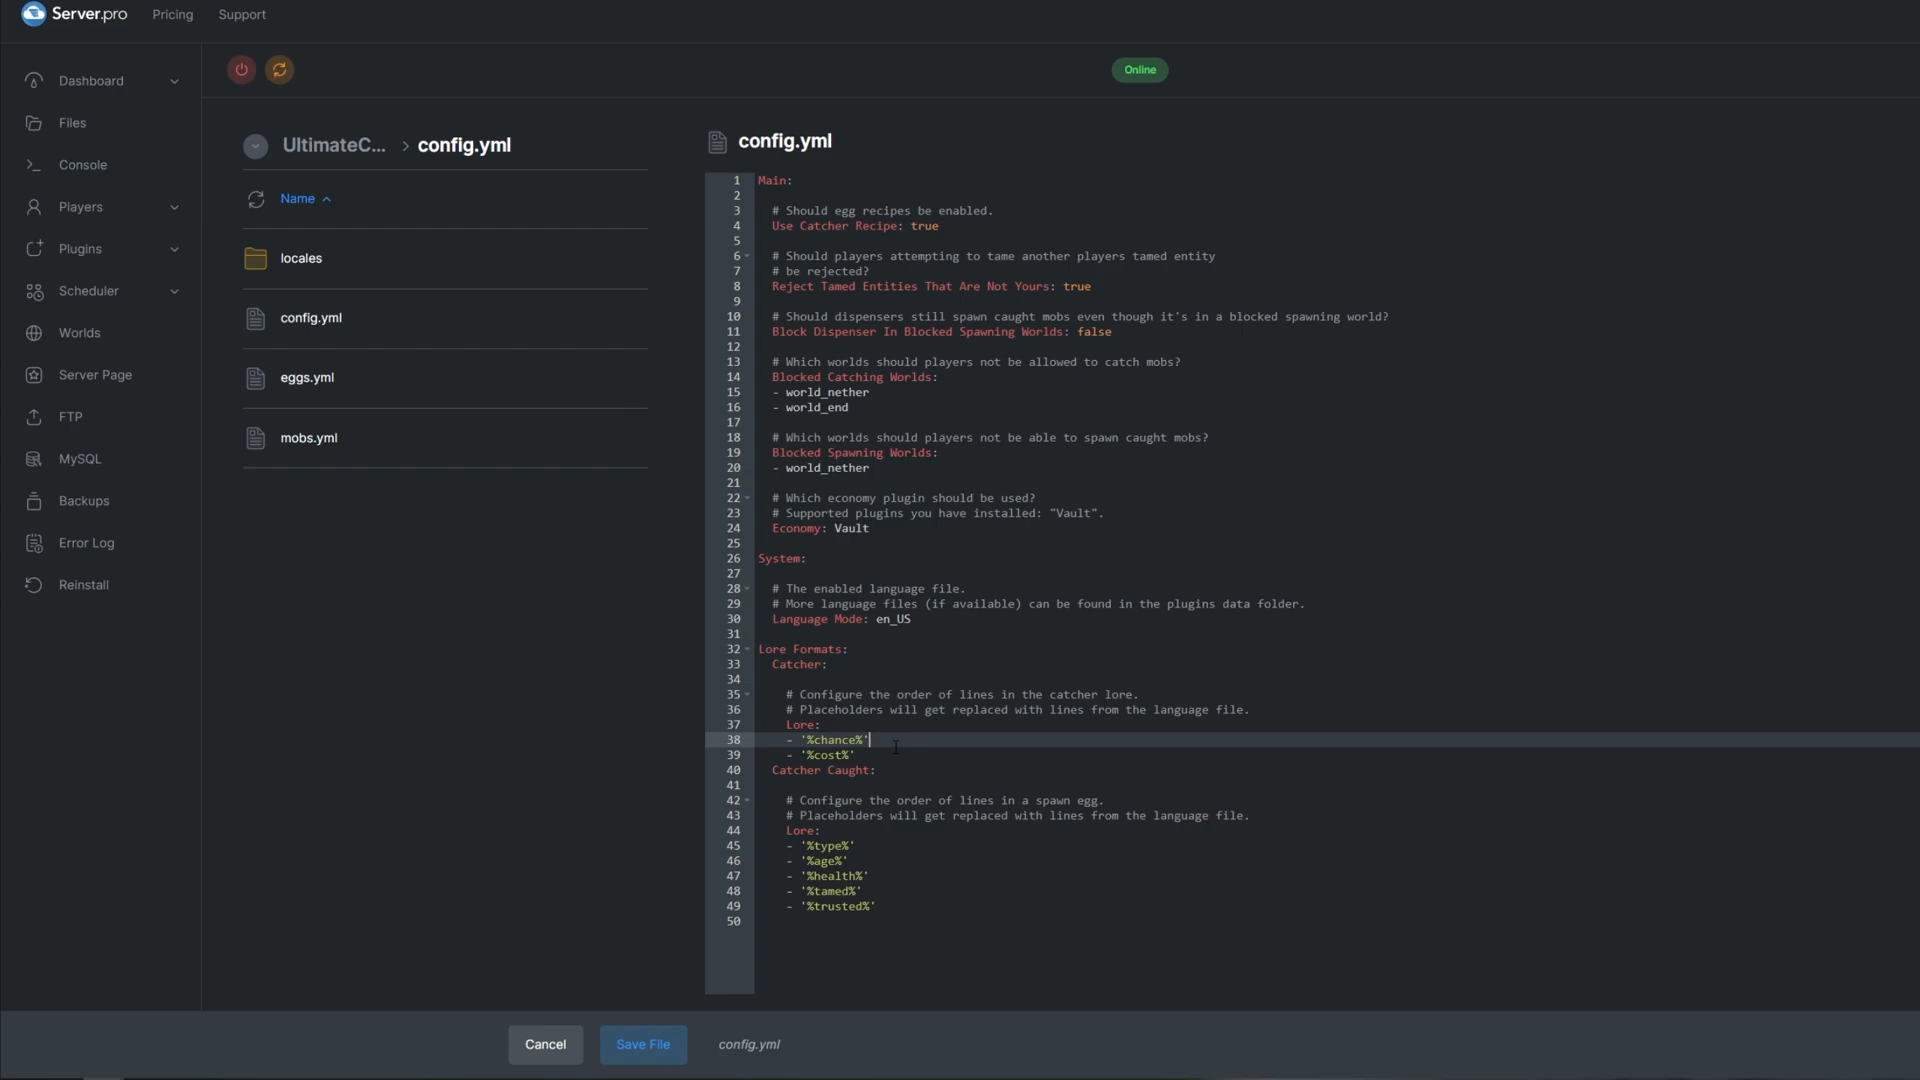 Server.pro
Pricing
Support
Online
Dashboard
Files
Console
Players
Plugins
Scheduler
Worlds
Server Page
FTP
MySQL
Backups
Error Log
Reinstall
UltimateC... > config.yml
Name
locales
config.yml
eggs.yml
mobs.yml
config.yml
1 Main:
2
3 # Should egg recipes be enabled.
4 Use Catcher Recipe: true
5
6 # Should players attempting to tame another players tamed entity
7 # be rejected?
8 Reject Tamed Entities That Are Not Yours: true
9
10 # Should dispensers still spawn caught mobs even though it's in a blocked spawning world?
11 Block Dispenser In Blocked Spawning Worlds: false
12
13 # Which worlds should players not be allowed to catch mobs?
14 Blocked Catching Worlds:
15 - world_nether
16 - world_end
17
18 # Which worlds should players not be able to spawn caught mobs?
19 Blocked Spawning Worlds:
20 - world_nether
21
22 # Which economy plugin should be used?
23 # Supported plugins you have installed: "Vault".
24 Economy: Vault
25
26 System:
27
28 # The enabled language file.
29 # More language files (if available) can be found in the plugins data folder.
30 Language Mode: en_US
31
32 Lore Formats:
33 Catcher:
34
35 # Configure the order of lines in the catcher lore.
36 # Placeholders will get replaced with lines from the language file.
37 Lore:
38 - '%chance%'
39 - '%cost%'
40 Catcher Caught:
41
42 # Configure the order of lines in a spawn egg.
43 # Placeholders will get replaced with lines from the language file.
44 Lore:
45 - '%type%'
46 - '%age%'
47 - '%health%'
48 - '%tamed%'
49 - '%trusted%'
50
Cancel
Save File
config.yml